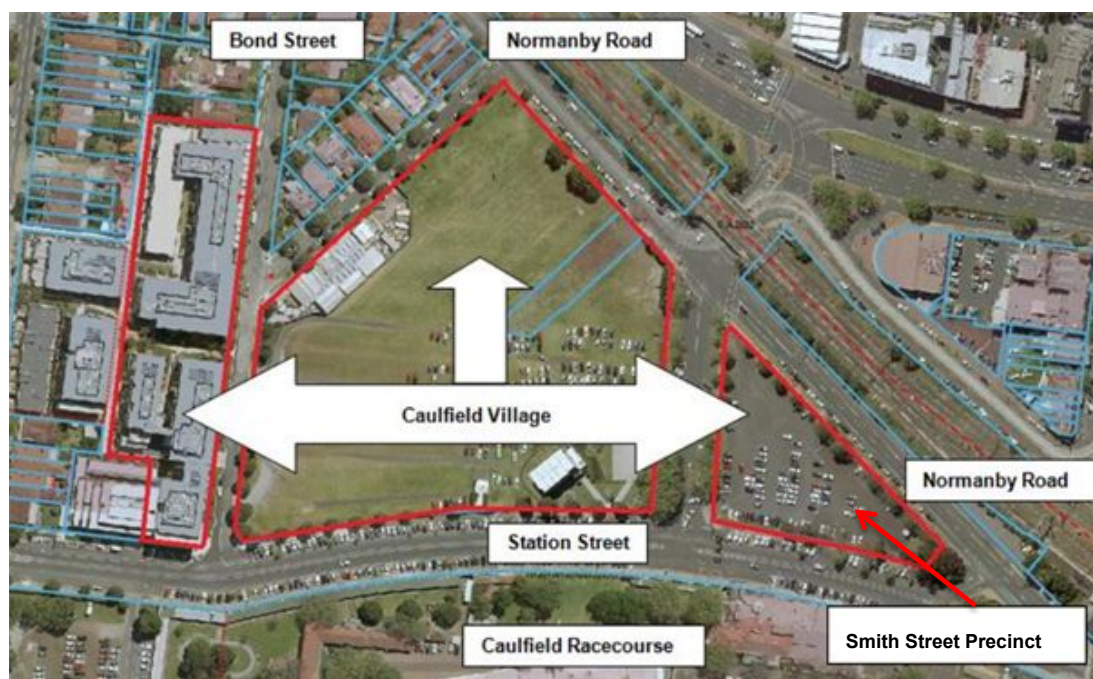 Bond Street
Normanby Road
Caulfield Village
Normanby Road
Station Street
Smith Street Precinct
Caulfield Racecourse